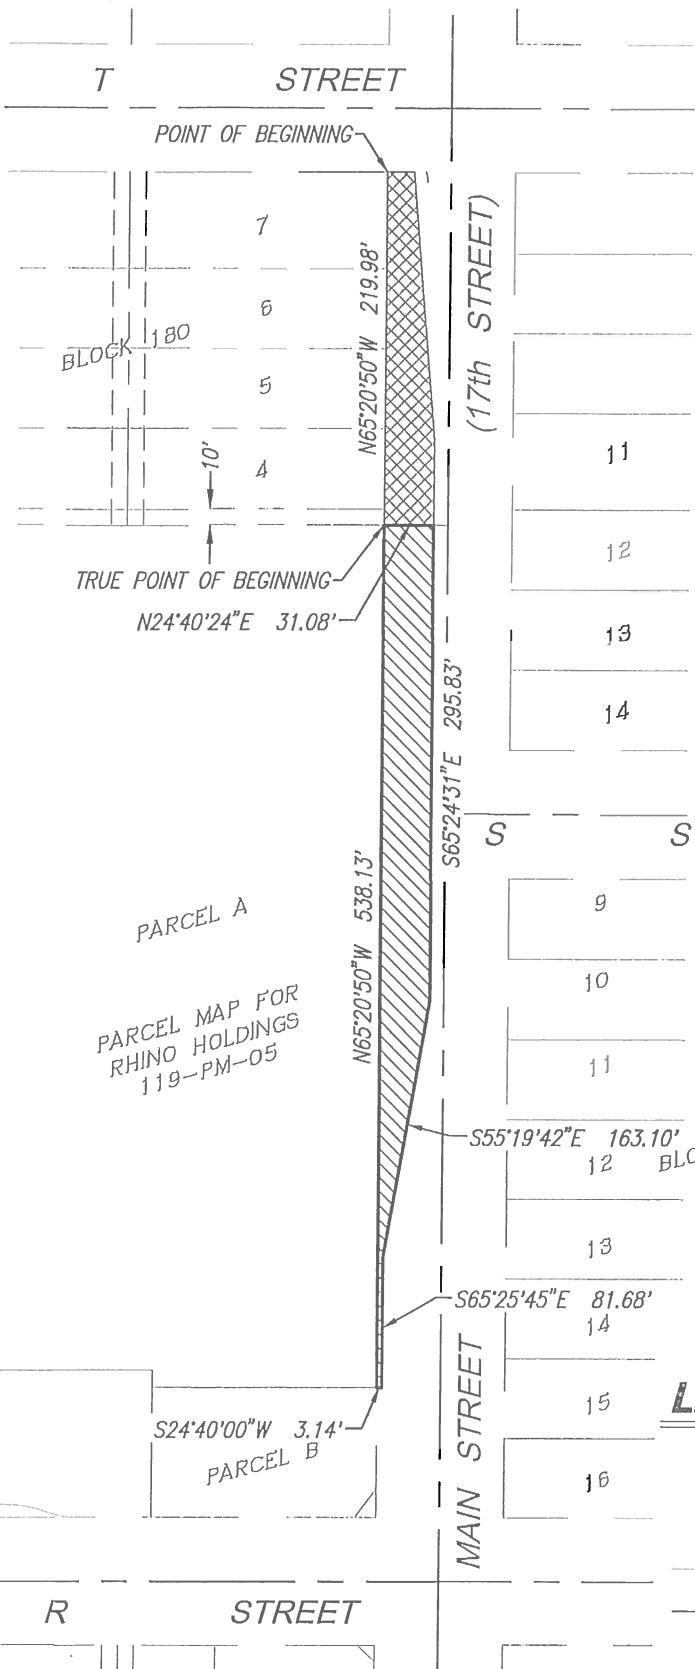 T STREET
POINT OF BEGINNING
7
6
BLOCK 180
5
4
10'
N65°20'50"W 219.98'
(17th STREET)
11
12
13
14
TRUE POINT OF BEGINNING
N24°40'24"E 31.08'
S65°24'31"E 295.83'
S S
N65°20'50"W 538.13'
PARCEL A
PARCEL MAP FOR
RHINO HOLDINGS
119-PM-05
9
10
11
S55°19'42"E 163.10'
12 BLO
13
S65°25'45"E 81.68'
14
15
16
L
S24°40'00"W 3.14'
PARCEL B
MAIN STREET
R STREET